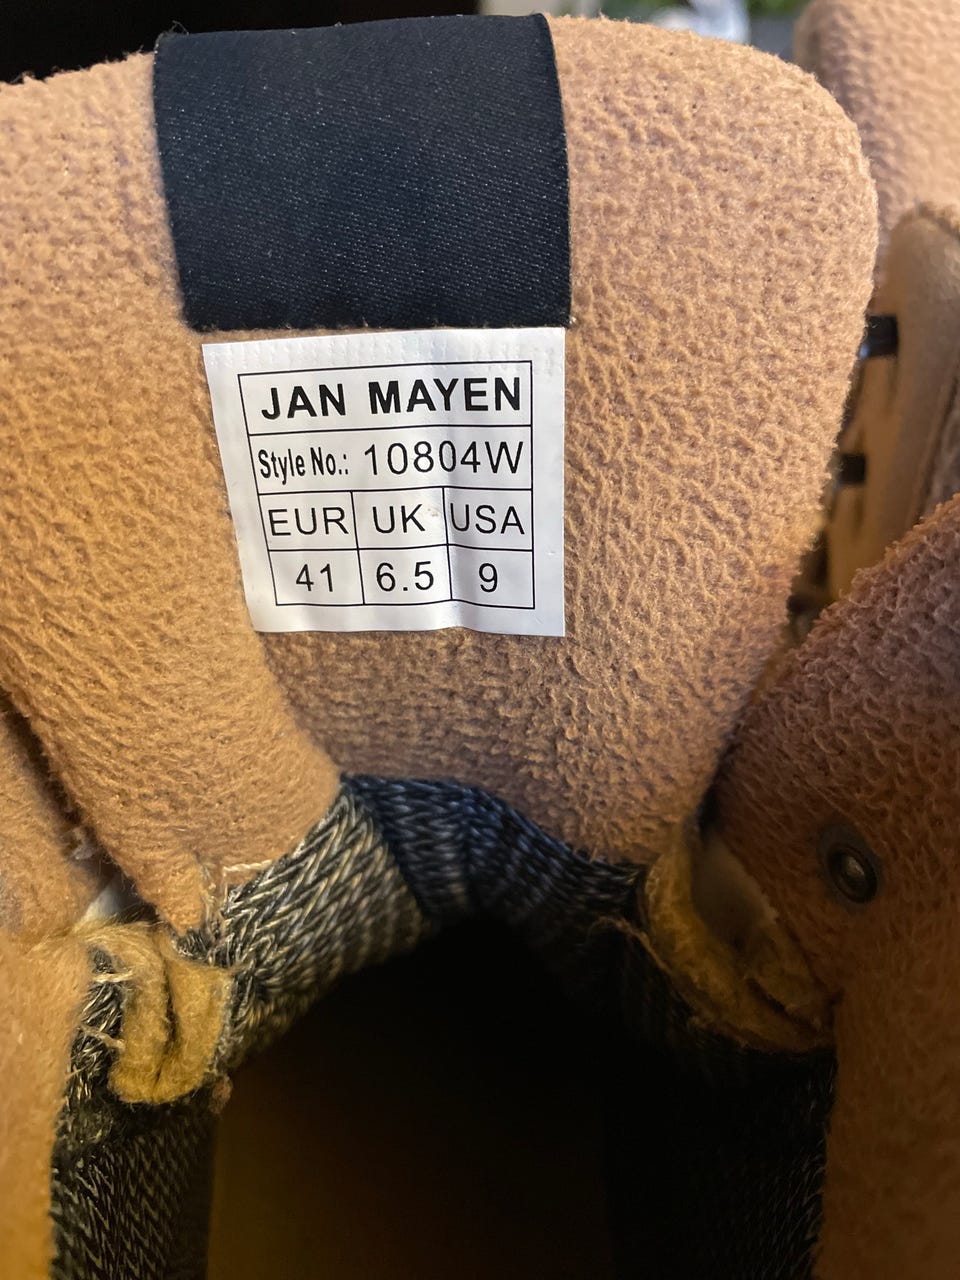 JAN MAYEN
Style No.: 10804W
EUR UK USA
41 6.5 9